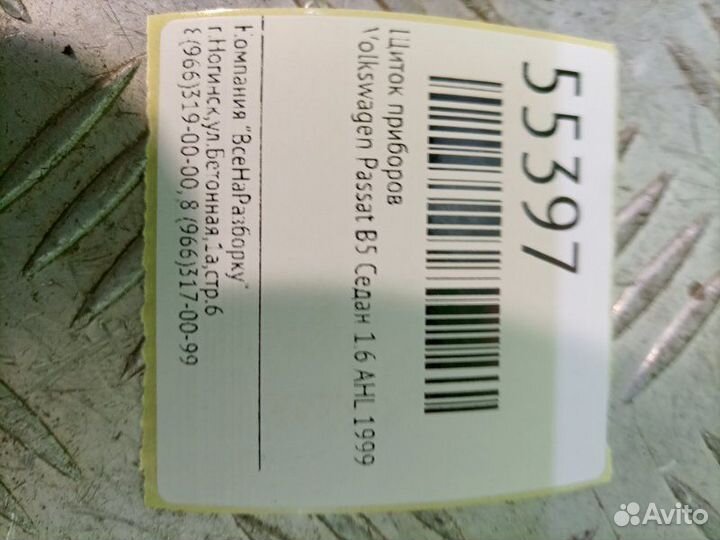 55397
Щиток приборов
Volkswagen Passat B5 Седан 1.6 AHL 1999
Компания "ВсеНаРазборку"
г.Ногинск,ул.Бетонная,1а,стр.6
8 (966)319-00-00, 8 (966)317-00-99
Avito